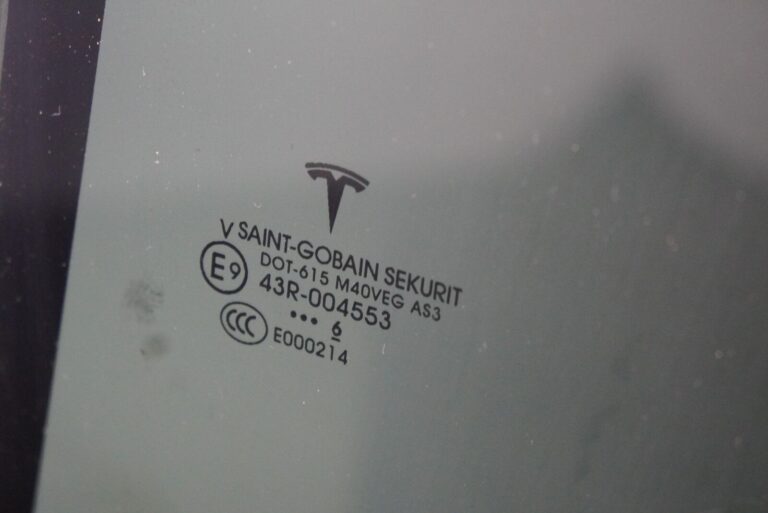 V SAINT-GOBAIN SEKURIT
E9
DOT-615 M40VEG AS3
43R-004553
••• 6
CCC
E000214